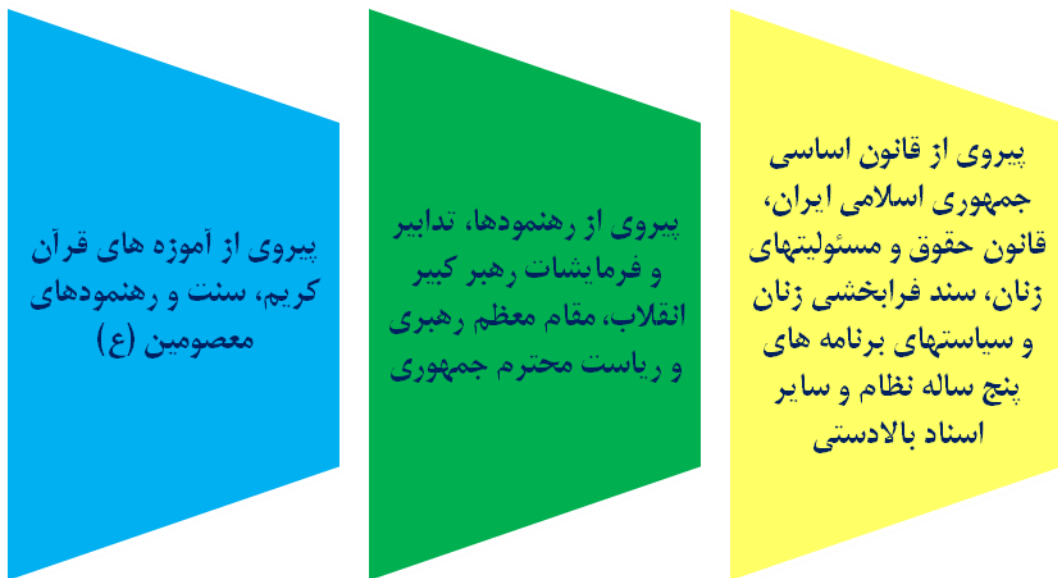 پیروی از قانون اساسی
جمهوری اسلامی ایران،
قانون حقوق و مسئولیتهای
زنان، سند فرابخشی زنان
و سیاستهای برنامه های
پنج ساله نظام و سایر
اسناد بالادستی
پیروی از رهنمودها، تدابیر
و فرمایشات رهبر کبیر
انقلاب، مقام معظم رهبری
و ریاست محترم جمهوری
پیروی از آموزه های قرآن
کریم، سنت و رهنمودهای
معصومین (ع)